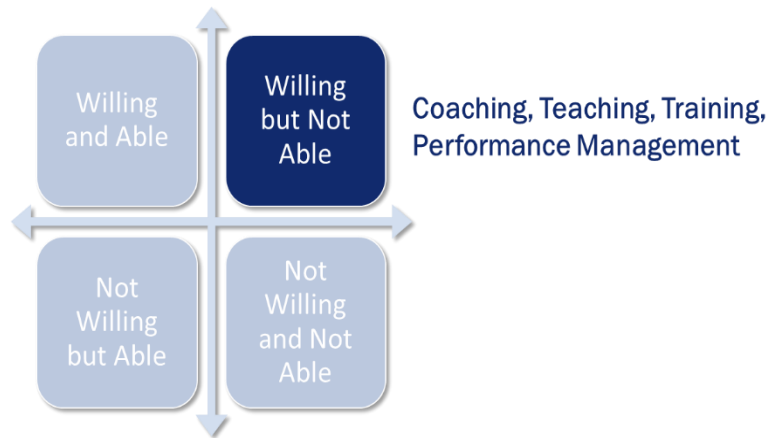 Willing
and Able
Willing
but Not
Able
Coaching, Teaching, Training,
Performance Management
Not
Willing
but Able
Not
Willing
and Not
Able